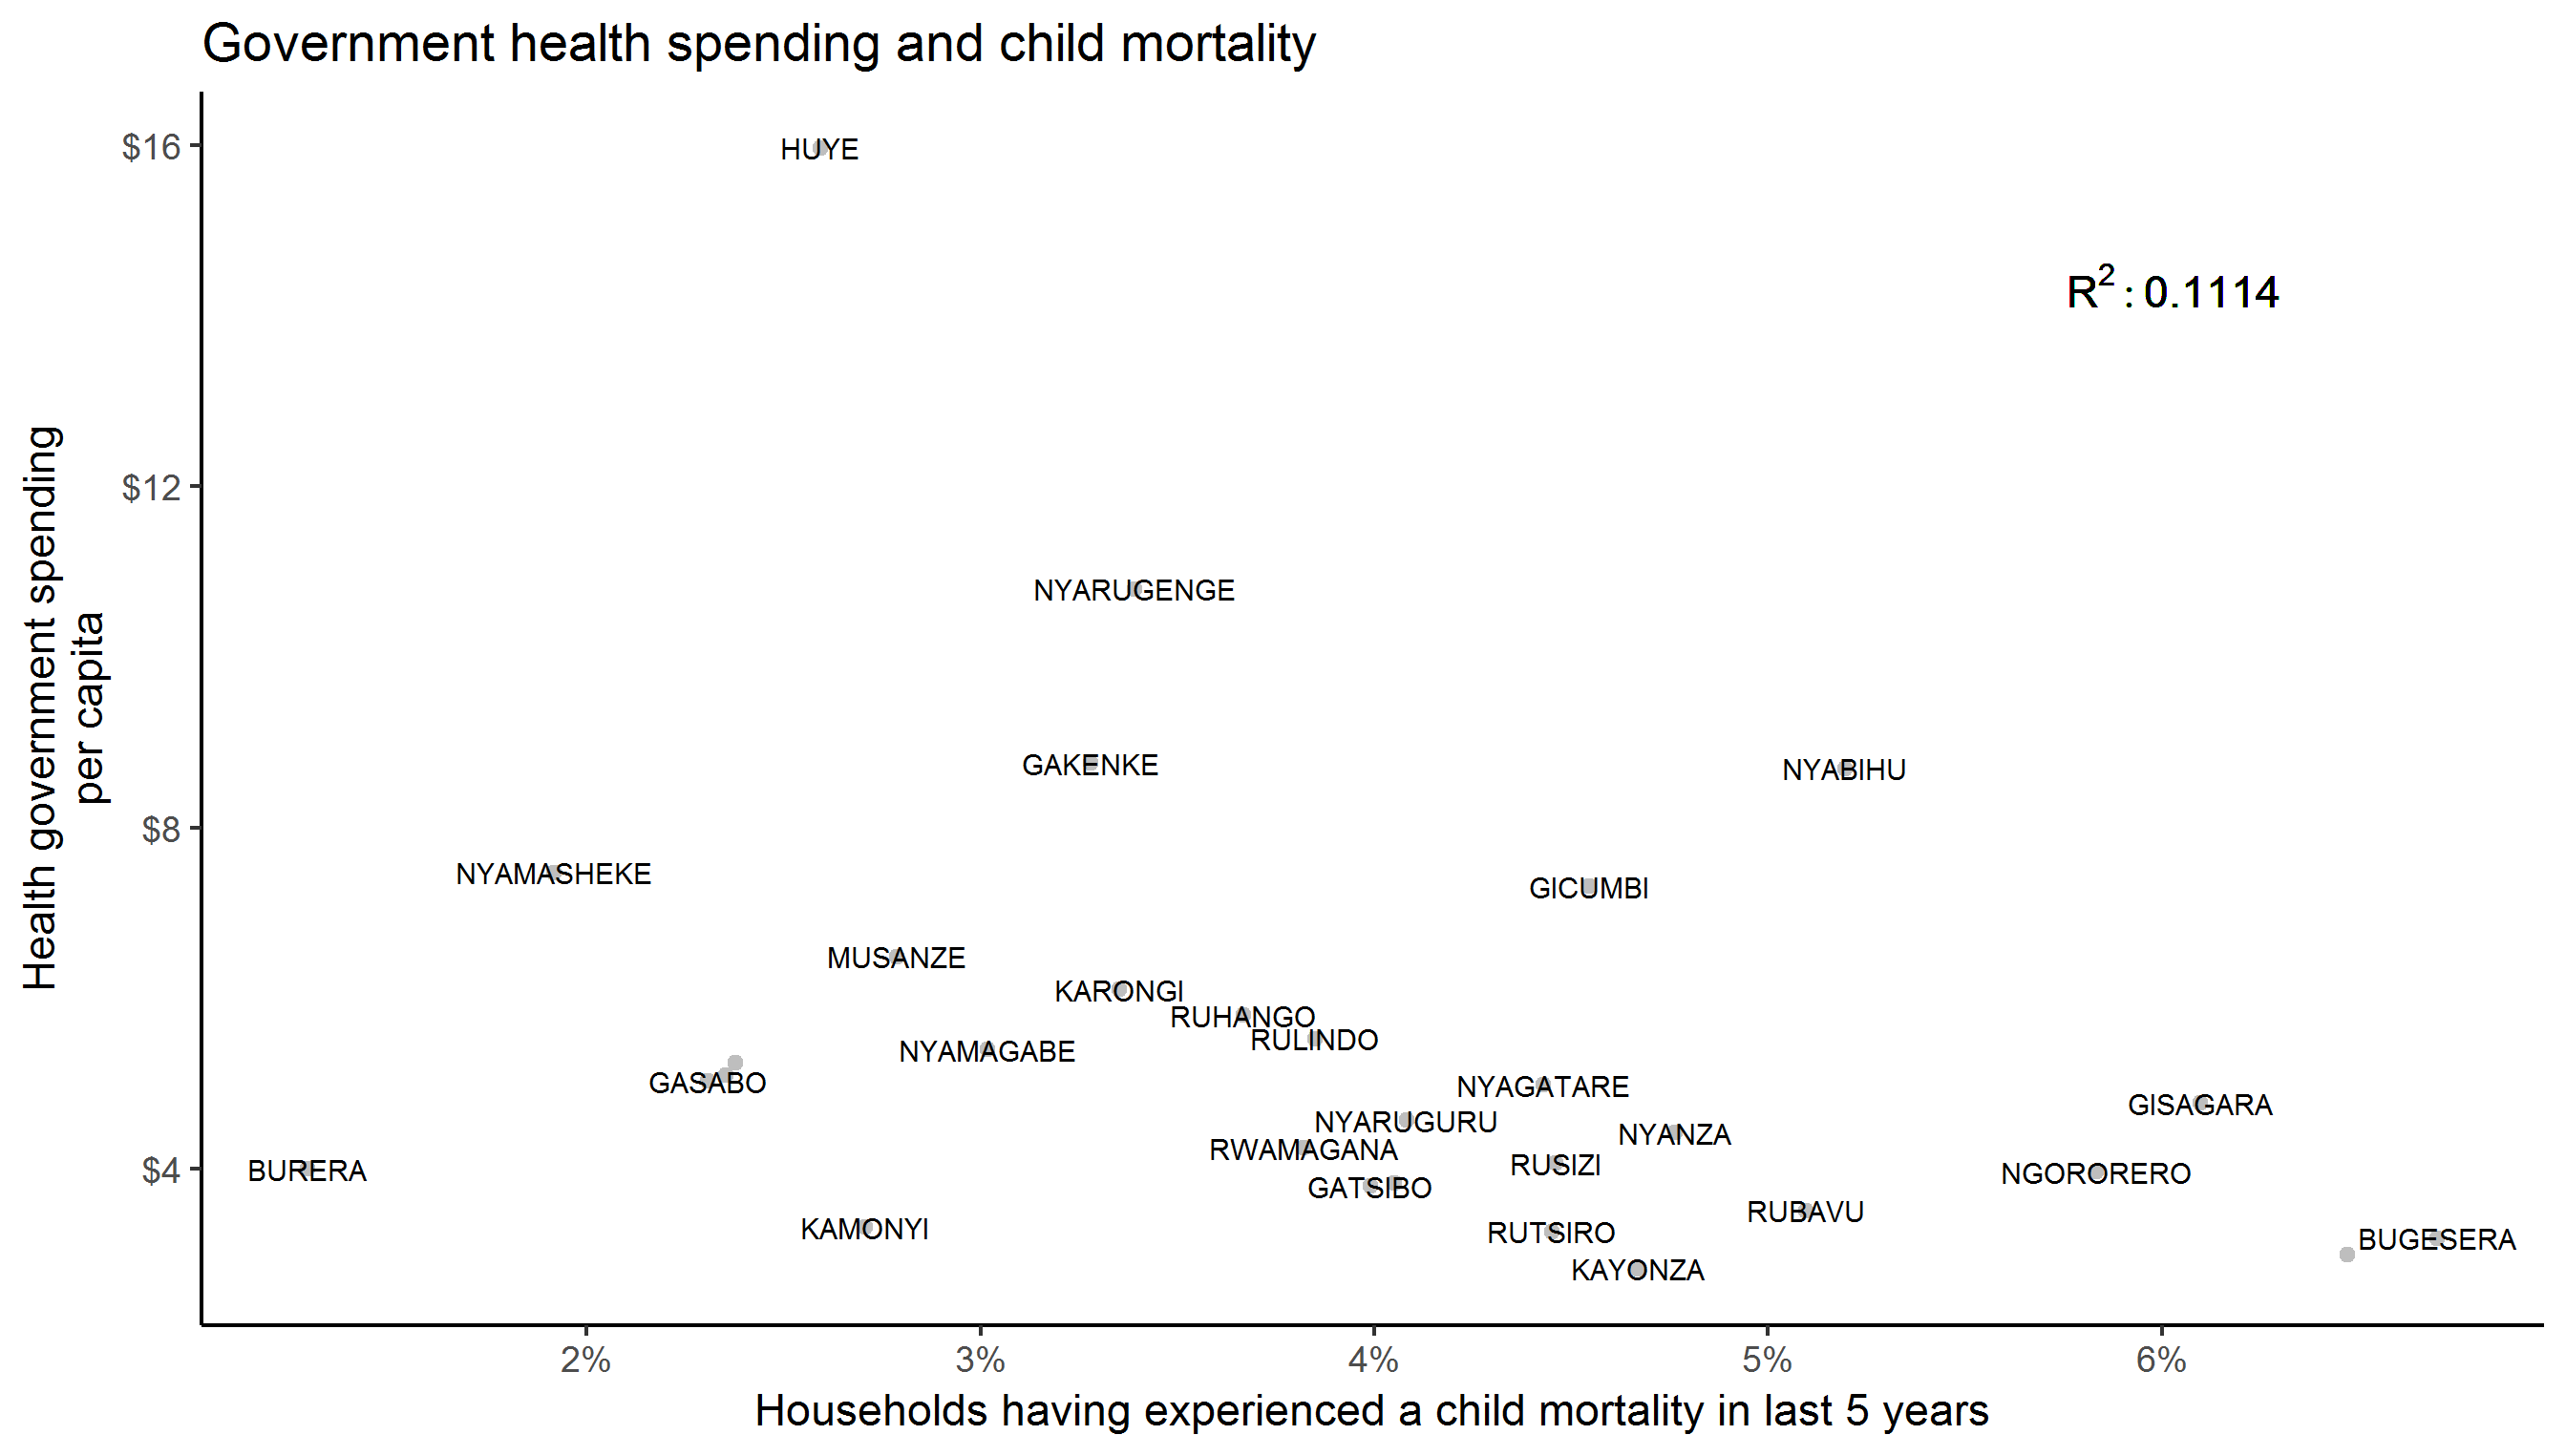 Government health spending and child mortality
$16
$12
$8
$4
Health government spending
per capita
HUYE
R²: 0.1114
NYARUGENGE
GAKENKE
NYABIHU
NYAMASHEKE
GICUMBI
MUSANZE
KARONGI
RUHANGO
RULINDO
NYAMAGABE
GASABO
NYAGATARE
GISAGARA
NYARUGURU
NYANZA
RWAMAGANA
RUSIZI
BURERA
NGORORERO
GATSIBO
RUBAVU
KAMONYI
RUTSIRO
BUGESERA
KAYONZA
2% 3% 4% 5% 6%
Households having experienced a child mortality in last 5 years